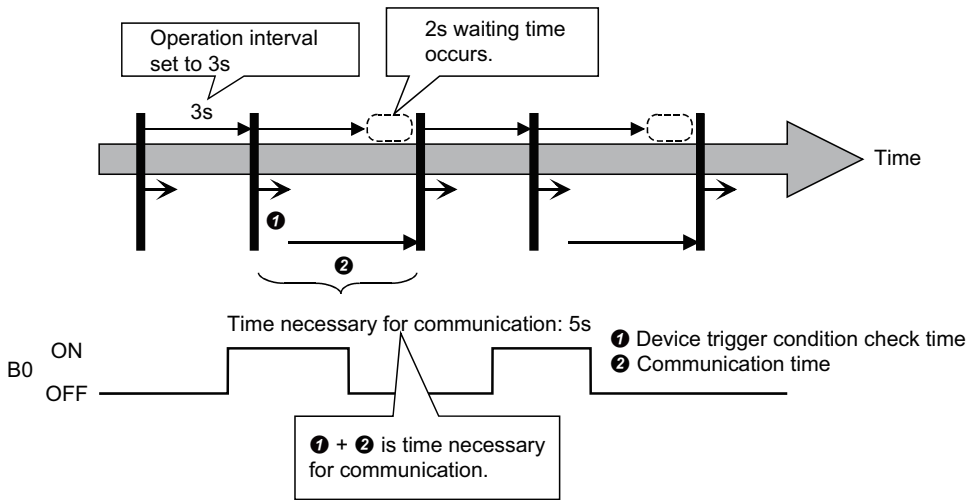 Operation interval
set to 3s
2s waiting time
occurs.
3s
Time
❶
❷
Time necessary for communication: 5s
❶ Device trigger condition check time
❷ Communication time
B0
ON
OFF
❶ + ❷ is time necessary
for communication.